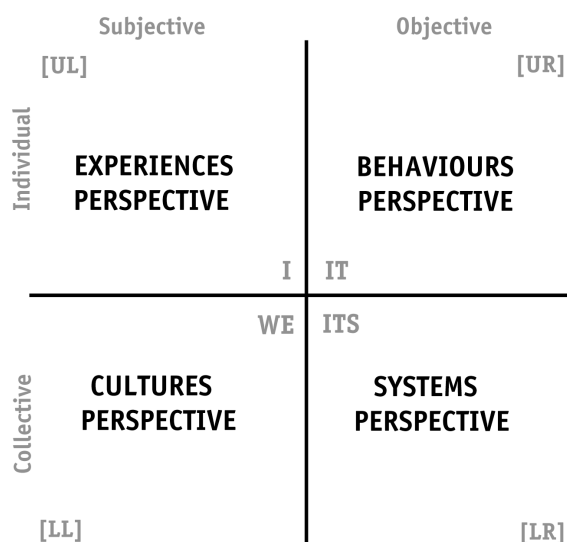 Subjective
Objective
[UL]
[UR]
Individual
EXPERIENCES
PERSPECTIVE
BEHAVIOURS
PERSPECTIVE
I
IT
WE
ITS
Collective
CULTURES
PERSPECTIVE
SYSTEMS
PERSPECTIVE
[LL]
[LR]